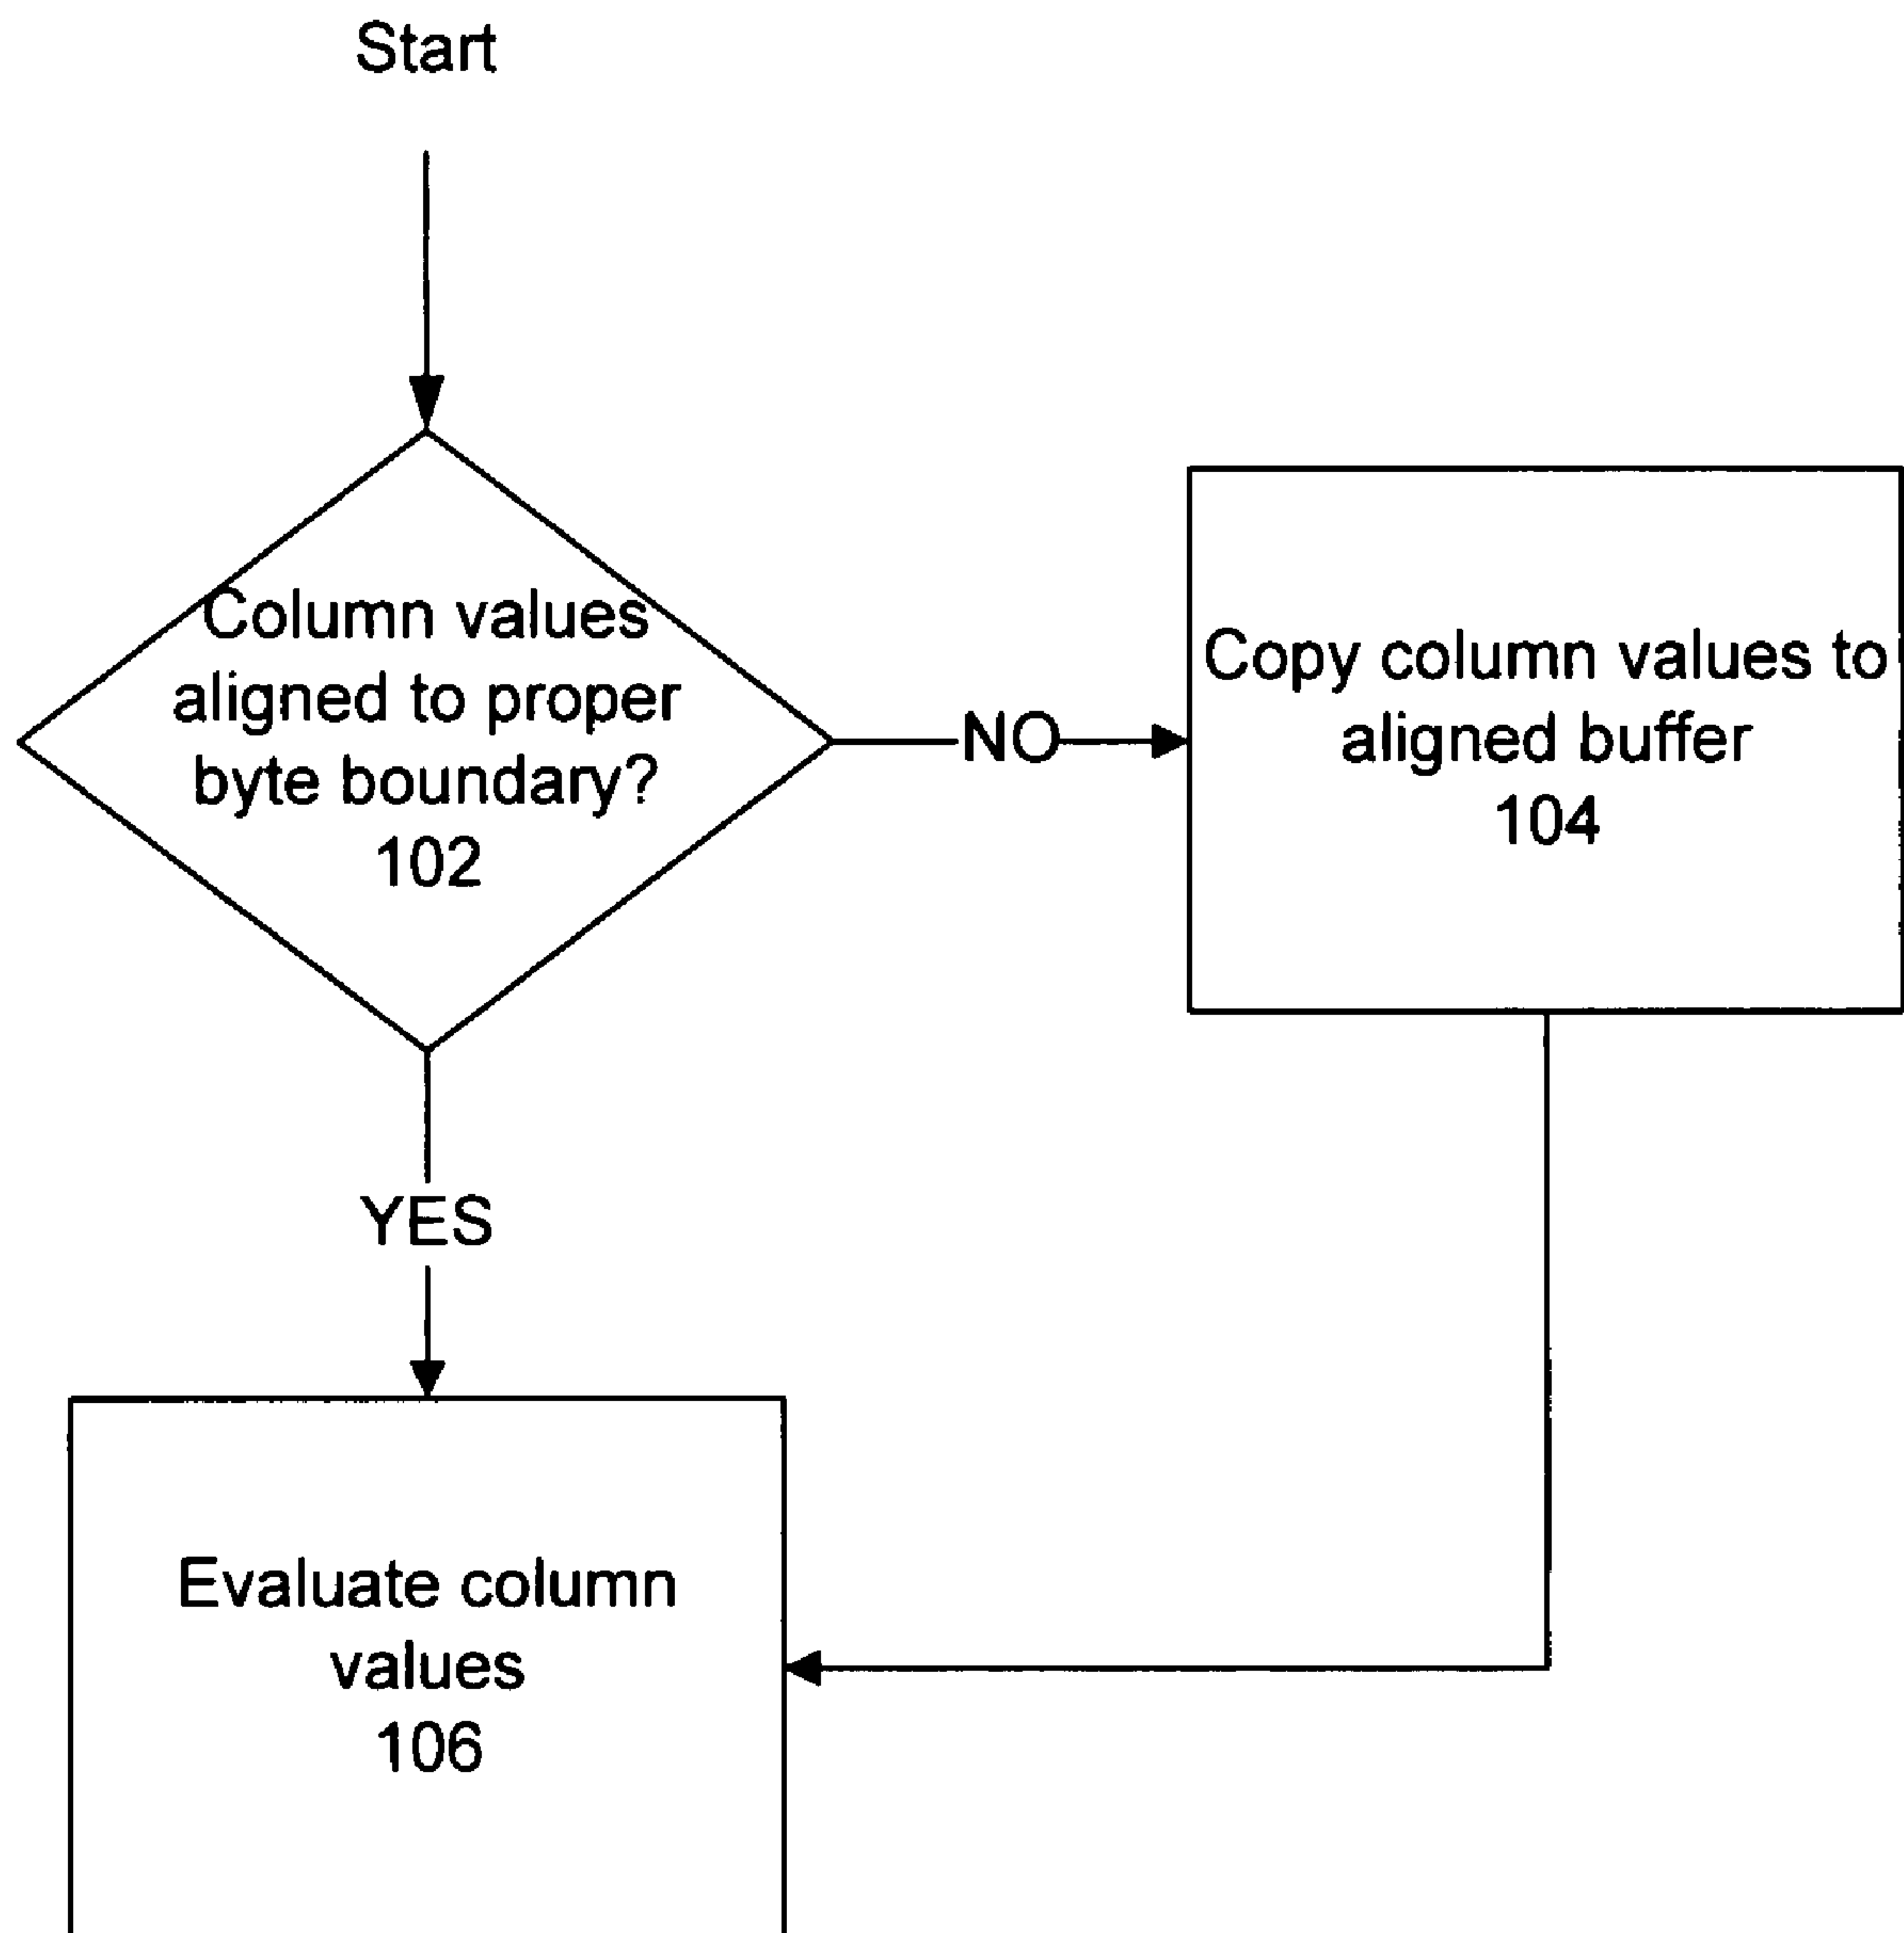 Start
Column values
aligned to proper
byte boundary?
102
NO
Copy column values to
aligned buffer
104
YES
Evaluate column
values
106